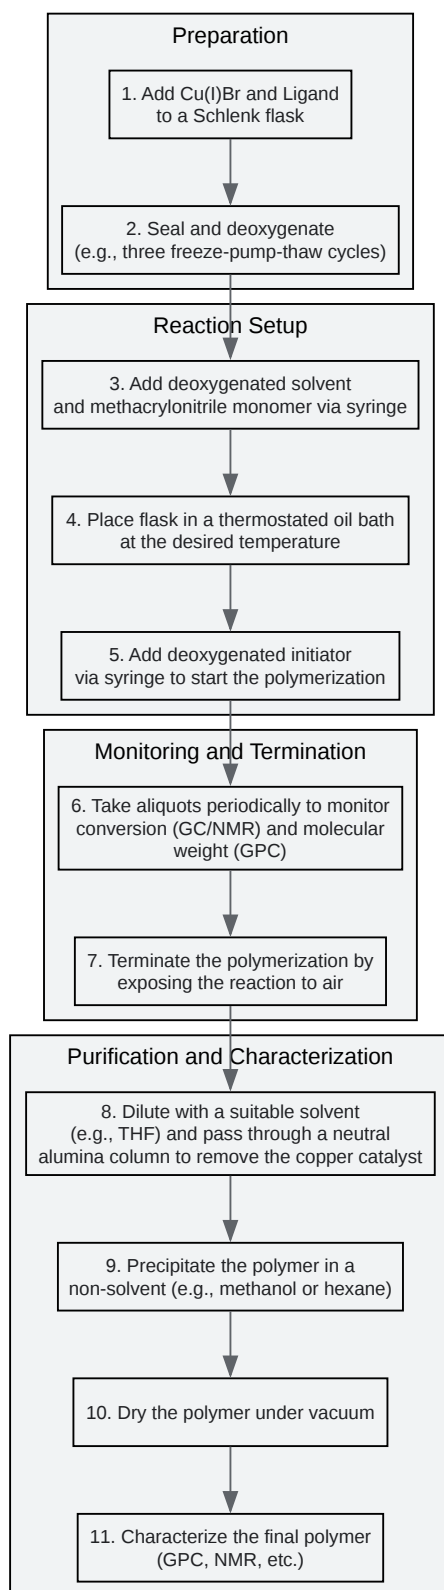 Preparation
1. Add Cu(I)Br and Ligand
to a Schlenk flask
2. Seal and deoxygenate
(e.g., three freeze-pump-thaw cycles)
Reaction Setup
3. Add deoxygenated solvent
and methacrylonitrile monomer via syringe
4. Place flask in a thermostated oil bath
at the desired temperature
5. Add deoxygenated initiator
via syringe to start the polymerization
Monitoring and Termination
6. Take aliquots periodically to monitor
conversion (GC/NMR) and molecular
weight (GPC)
7. Terminate the polymerization by
exposing the reaction to air
Purification and Characterization
8. Dilute with a suitable solvent
(e.g., THF) and pass through a neutral
alumina column to remove the copper catalyst
9. Precipitate the polymer in a
non-solvent (e.g., methanol or hexane)
10. Dry the polymer under vacuum
11. Characterize the final polymer
(GPC, NMR, etc.)